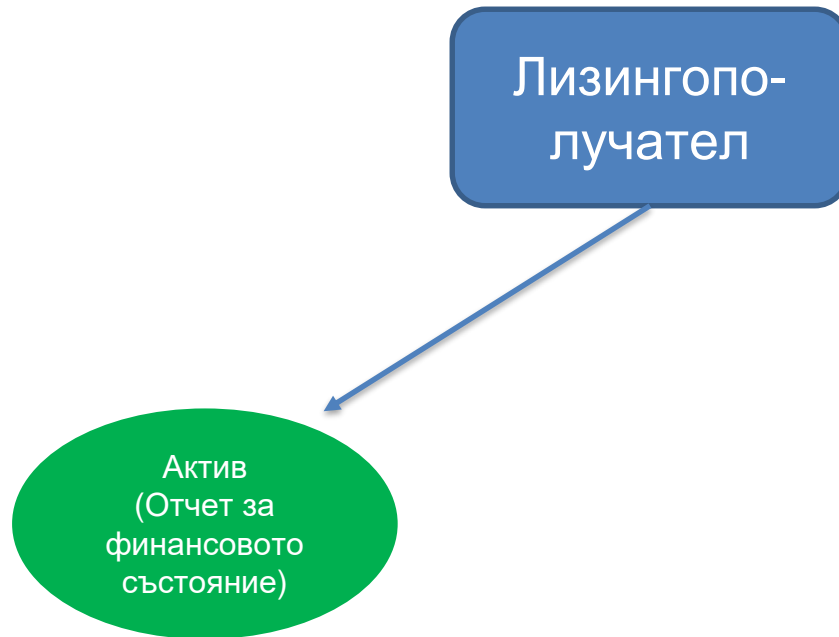 Лизингопо-
лучател
Актив
(Отчет за
финансовото
състояние)